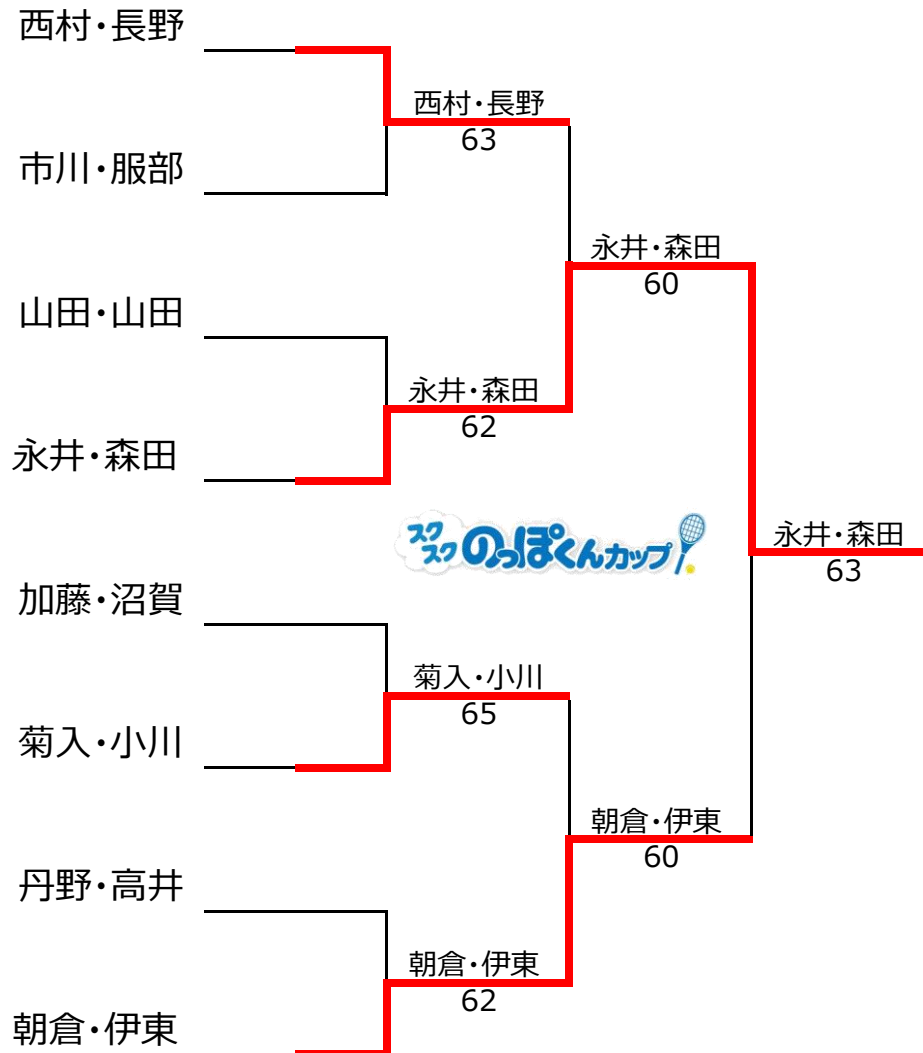 西村・長野
西村・長野
63
市川・服部
永井・森田
60
山田・山田
永井・森田
62
永井・森田
スク
スク のっぽくんカップ
永井・森田
63
加藤・沼賀
菊入・小川
65
菊入・小川
朝倉・伊東
60
丹野・高井
朝倉・伊東
62
朝倉・伊東